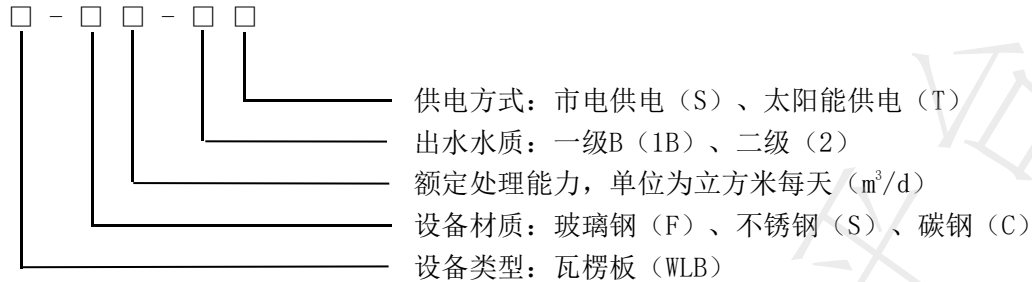 □-□□-□□
供电方式：市电供电（S）、太阳能供电（T）
出水水质：一级B（1B）、二级（2）
额定处理能力，单位为立方米每天（m³/d）
设备材质：玻璃钢（F）、不锈钢（S）、碳钢（C）
设备类型：瓦楞板（WLB）